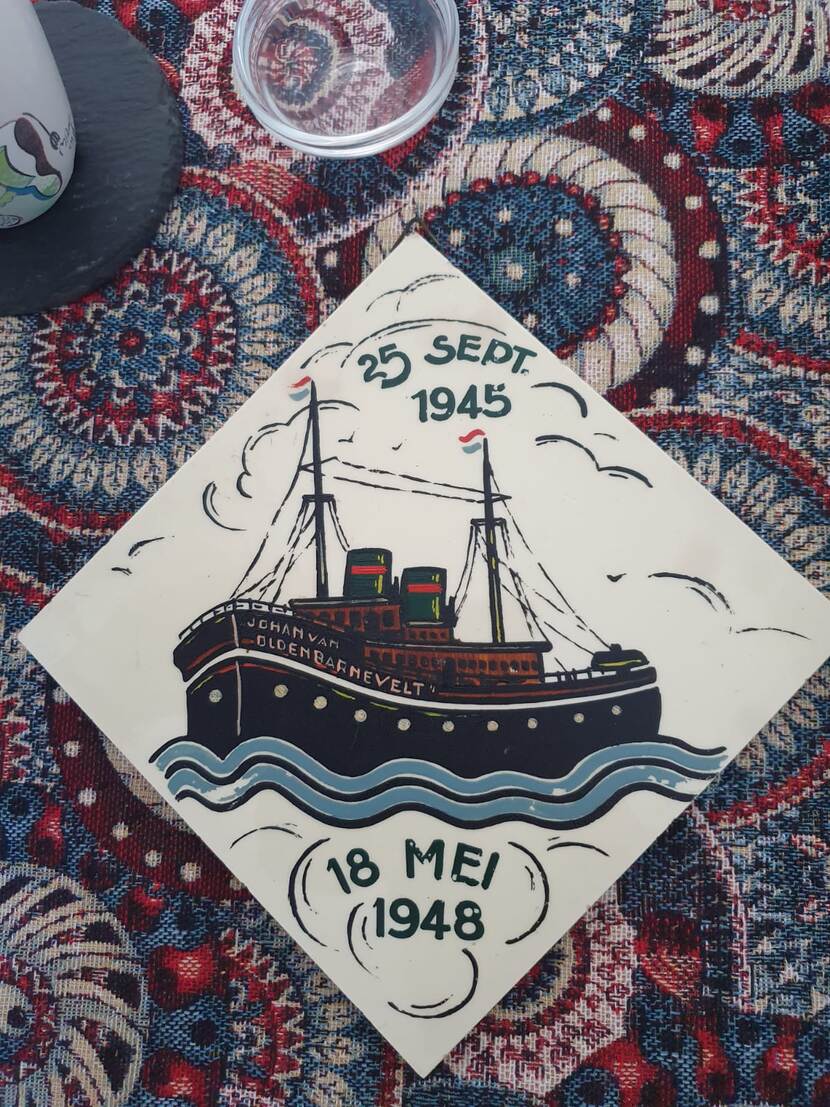 25 SEPT.
1945
JOHAN VAN
OLDENBARNEVELT"
18 MEI
1948